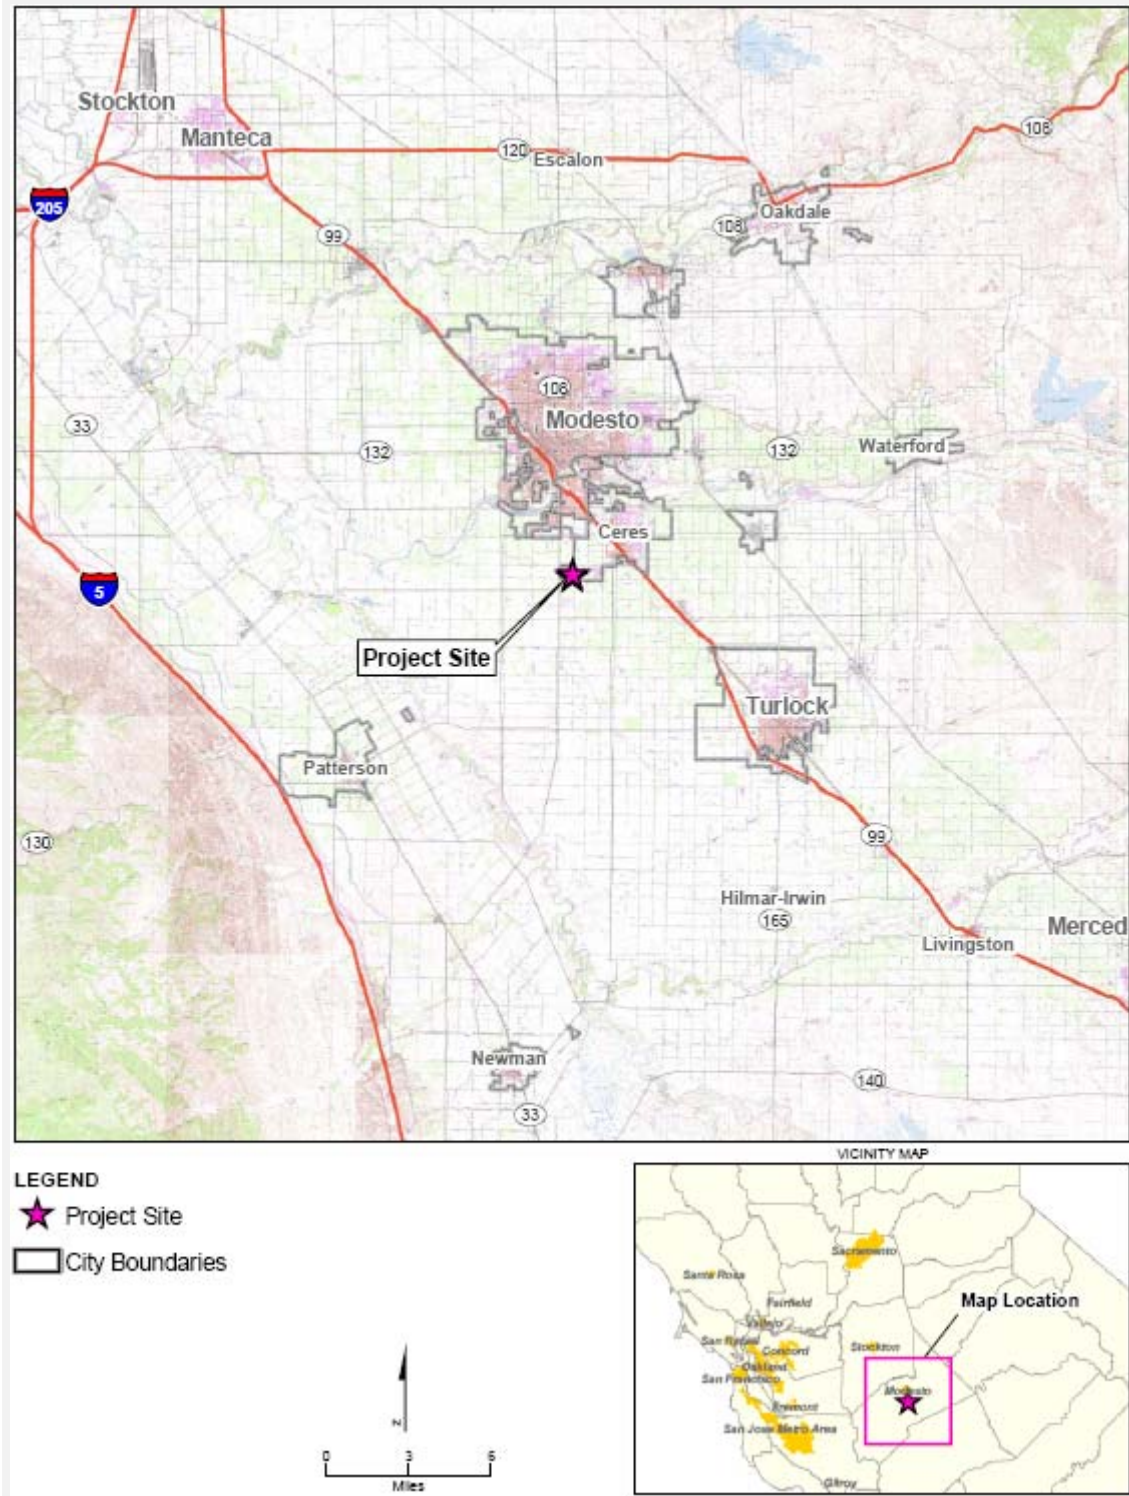 Stockton
Manteca
120
Escalon
108
205
99
108
Oakdale
108
Modesto
33
132
132
Waterford
Ceres
5
Project Site
Turlock
Patterson
130
99
Hilmar-Irwin
165
Merced
Livingston
Newman
140
33
VICINITY MAP
LEGEND
Project Site
City Boundaries
N
0 3 6
Miles
Sacramento
Santa Rosa
Map Location
Fairfield
Vallejo
San Rafael
Concord
Stockton
Oakland
San Francisco
Modesto
Fremont
San Jose Metro Area
Gilroy